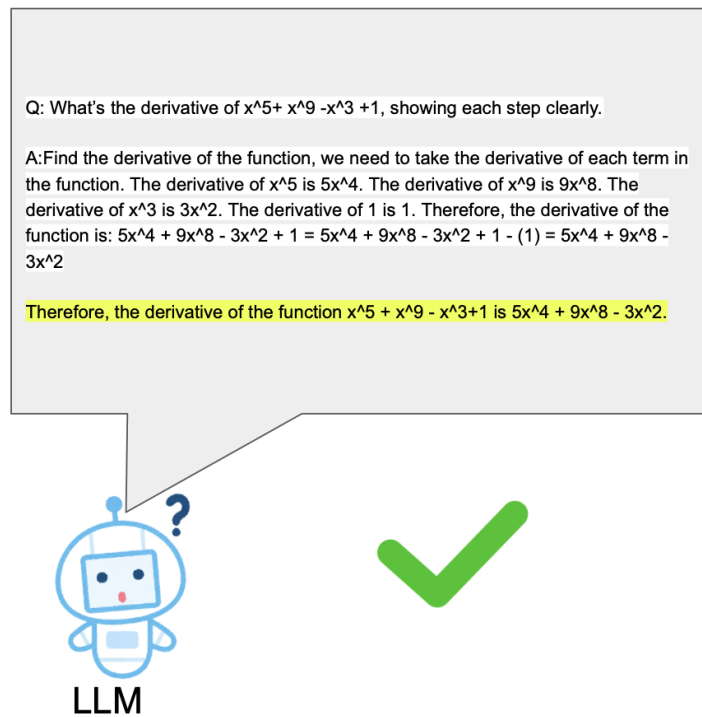 Q: What's the derivative of x^5+ x^9 -x^3 +1, showing each step clearly.
A:Find the derivative of the function, we need to take the derivative of each term in
the function. The derivative of x^5 is 5x^4. The derivative of x^9 is 9x^8. The
derivative of x^3 is 3x^2. The derivative of 1 is 1. Therefore, the derivative of the
function is: 5x^4 + 9x^8 - 3x^2 + 1 = 5x^4 + 9x^8 - 3x^2 + 1 - (1) = 5x^4 + 9x^8 -
3x^2
Therefore, the derivative of the function x^5 + x^9 - x^3+1 is 5x^4 + 9x^8 - 3x^2.
?
LLM